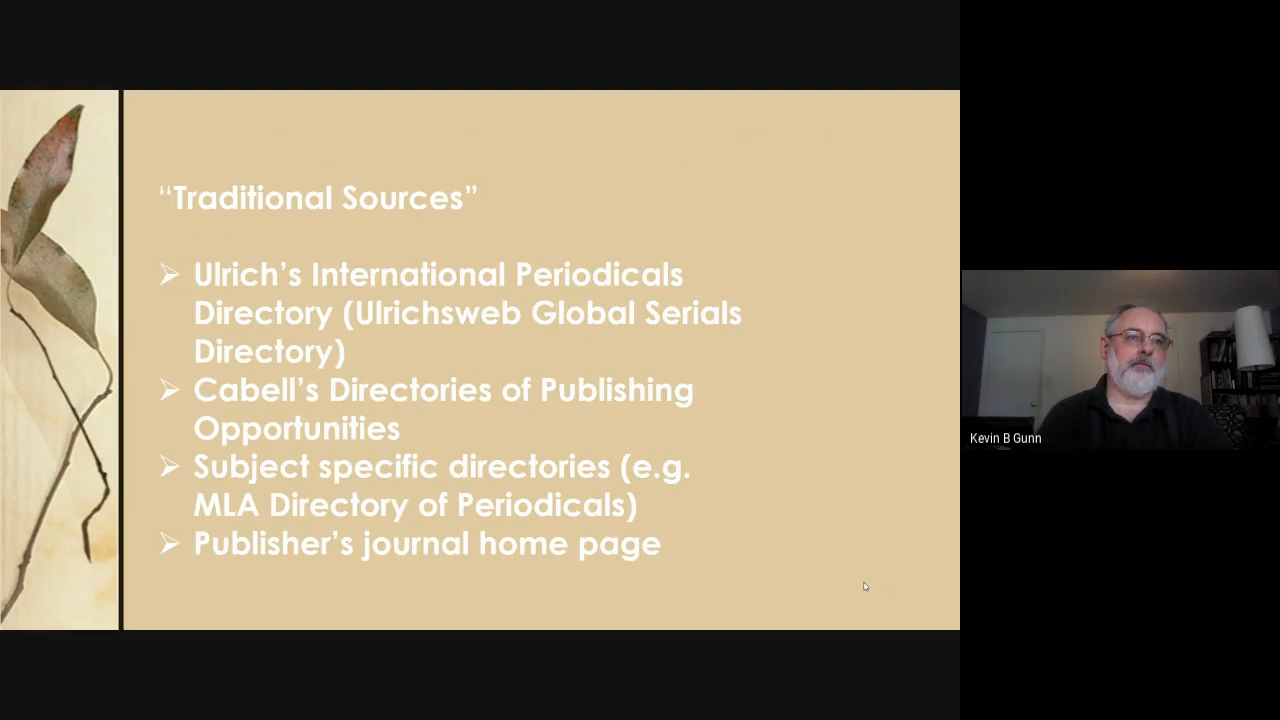 “Traditional Sources”
➢ Ulrich’s International Periodicals
Directory (Ulrichsweb Global Serials
Directory)
➢ Cabell’s Directories of Publishing
Opportunities
➢ Subject specific directories (e.g.
MLA Directory of Periodicals)
➢ Publisher’s journal home page
Kevin B Gunn